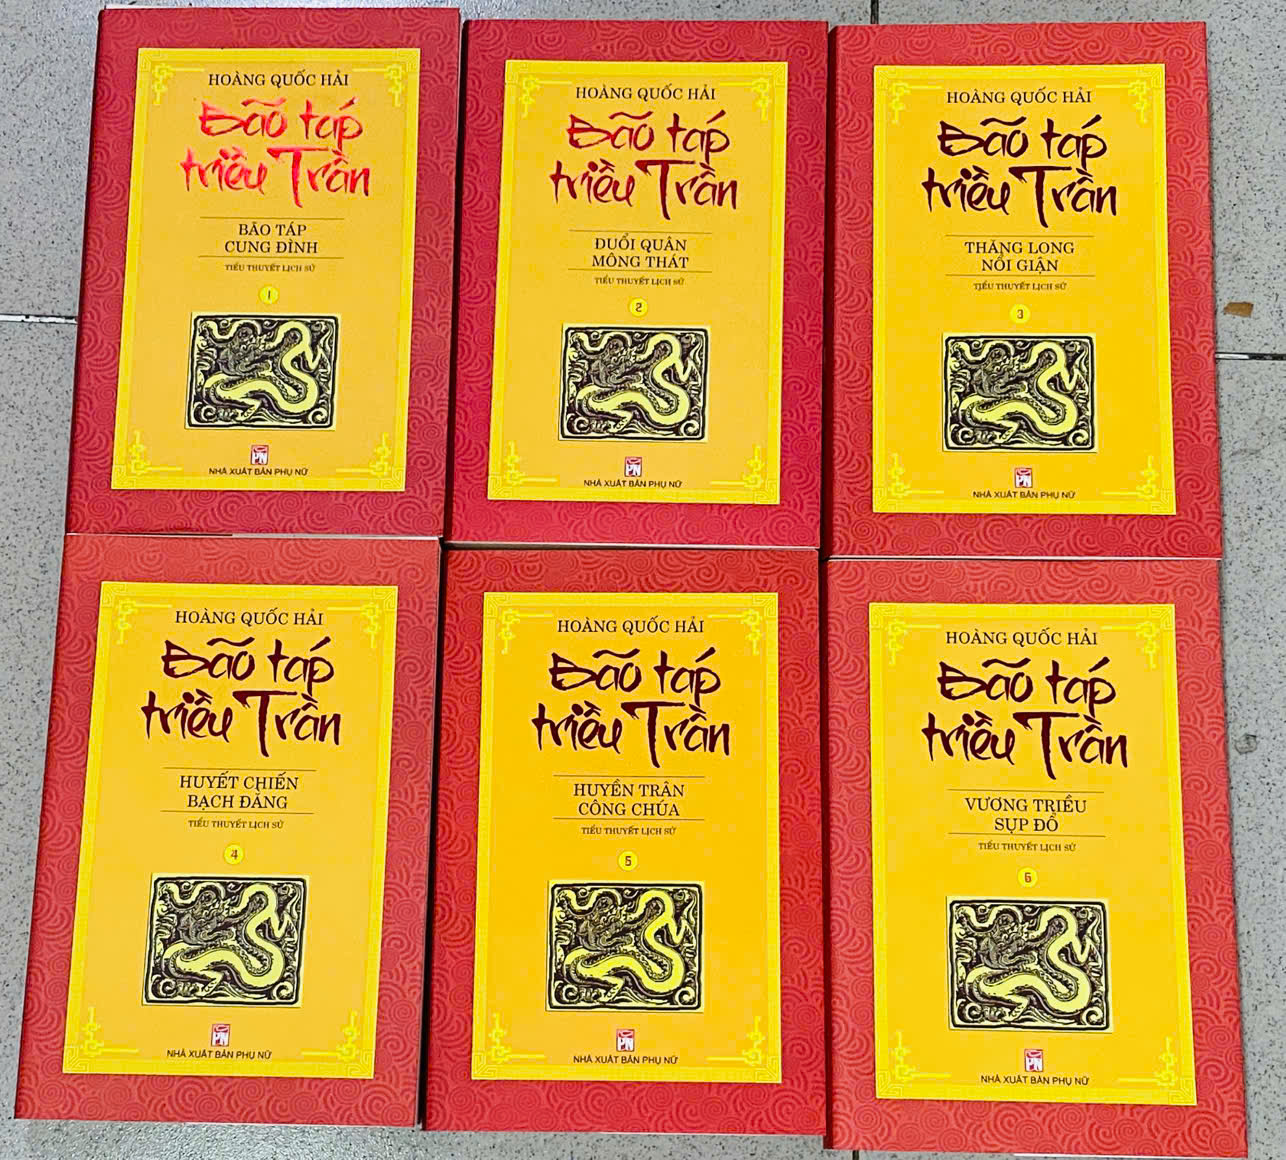 HOÀNG QUỐC HẢI
Bão táp
triều Trần
BÃO TÁP
CUNG ĐÌNH
TIỂU THUYẾT LỊCH SỬ
1
PN
NHÀ XUẤT BẢN PHỤ NỮ
HOÀNG QUỐC HẢI
Bão táp
triều Trần
ĐUỔI QUÂN
MÔNG THÁT
TIỂU THUYẾT LỊCH SỬ
2
PN
NHÀ XUẤT BẢN PHỤ NỮ
HOÀNG QUỐC HẢI
Bão táp
triều Trần
THĂNG LONG
NỔI GIẬN
TIỂU THUYẾT LỊCH SỬ
3
PN
NHÀ XUẤT BẢN PHỤ NỮ
HOÀNG QUỐC HẢI
Bão táp
triều Trần
HUYẾT CHIẾN
BẠCH ĐẰNG
TIỂU THUYẾT LỊCH SỬ
4
PN
NHÀ XUẤT BẢN PHỤ NỮ
HOÀNG QUỐC HẢI
Bão táp
triều Trần
HUYỀN TRÂN
CÔNG CHÚA
TIỂU THUYẾT LỊCH SỬ
5
PN
NHÀ XUẤT BẢN PHỤ NỮ
HOÀNG QUỐC HẢI
Bão táp
triều Trần
VƯƠNG TRIỀU
SỤP ĐỔ
TIỂU THUYẾT LỊCH SỬ
6
PN
NHÀ XUẤT BẢN PHỤ NỮ